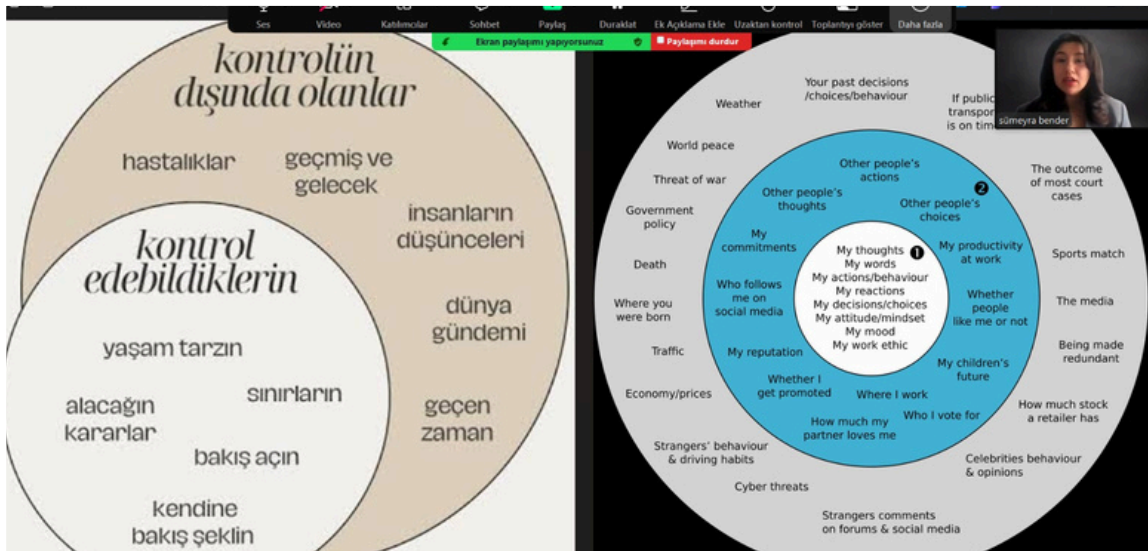 Ses
Video
Katılımcılar
Sohbet
Paylaş
Duraklat
Ek Açıklama Ekle
Uzaktan kontrol
Toplantıyı göster
Daha fazla
Ekran paylaşımı yapıyorsunuz
Paylaşımı durdur
kontrolün
dışında olanlar
hastalıklar
geçmiş ve
gelecek
insanların
düşünceleri
dünya
gündemi
geçen
zaman
kontrol
edebildiklerin
yaşam tarzın
sınırların
alacağın
kararlar
bakış açın
kendine
bakış şeklin
Your past decisions
/choices/behaviour
Weather
If public
is on time
sümeyra bender
World peace
Threat of war
Government
policy
Death
Where you
were born
Traffic
Economy/prices
Strangers' behaviour
& driving habits
Cyber threats
Strangers comments
on forums & social media
The outcome
of most court
cases
Sports match
The media
Being made
redundant
How much stock
a retailer has
Celebrities behaviour
& opinions
Other people's
actions
2
Other people's
thoughts
Other people's
choices
My
commitments
My productivity
at work
Who follows
me on
social media
Whether
people
like me or not
My reputation
My children's
future
Whether I
get promoted
Where I work
Who I vote for
How much my
partner loves me
My thoughts 1
My words
My actions/behaviour
My reactions
My decisions/choices
My attitude/mindset
My mood
My work ethic